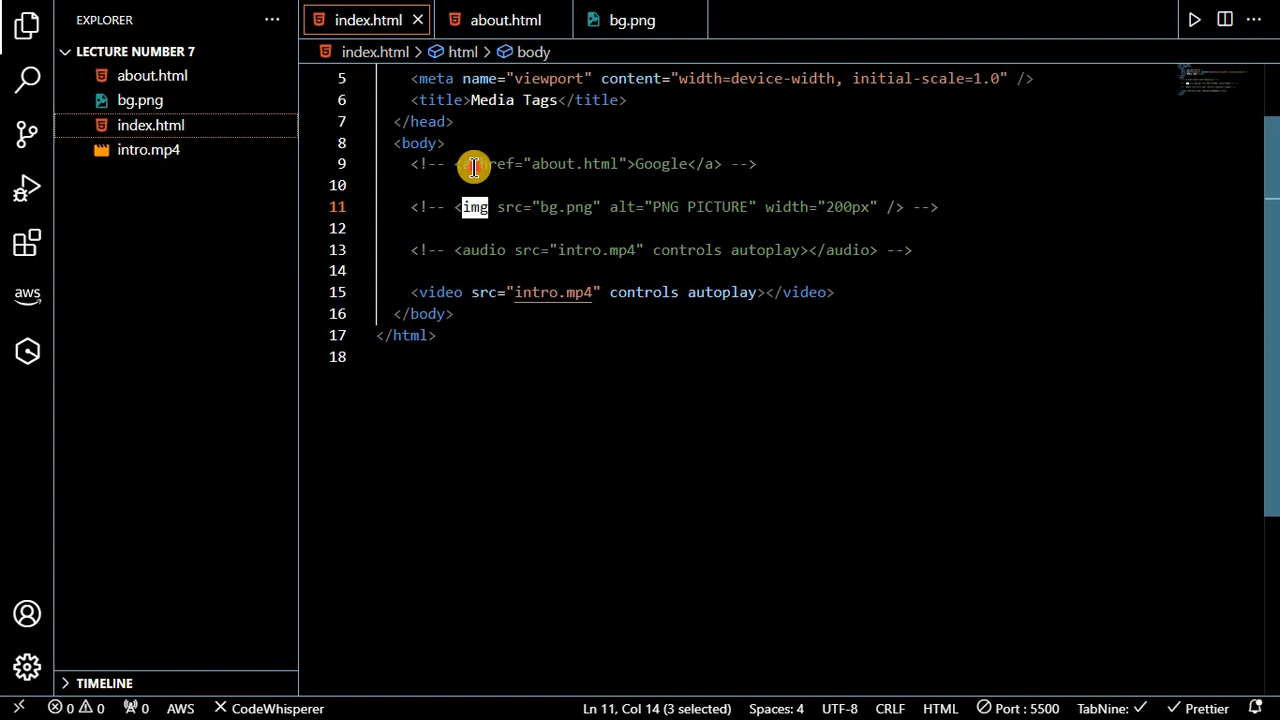 EXPLORER
index.html
about.html
bg.png
LECTURE NUMBER 7
about.html
bg.png
index.html
intro.mp4
index.html > html > body
5 <meta name="viewport" content="width=device-width, initial-scale=1.0" />
6 <title>Media Tags</title>
7 </head>
8 <body>
9 <!-- <a href="about.html">Google</a> -->
10
11 <!-- <img src="bg.png" alt="PNG PICTURE" width="200px" /> -->
12
13 <!-- <audio src="intro.mp4" controls autoplay></audio> -->
14
15 <video src="intro.mp4" controls autoplay></video>
16 </body>
17 </html>
18
aws
TIMELINE
0 0 0 AWS CodeWhisperer Ln 11, Col 14 (3 selected) Spaces: 4 UTF-8 CRLF HTML Port : 5500 TabNine: Prettier